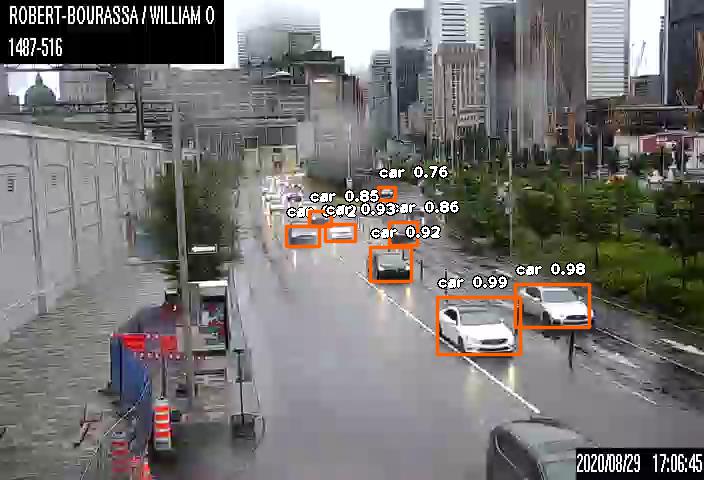 ROBERT-BOURASSA / WILLIAM O
1487-516
car 0.76
car 0.85
car 0.93
car 0.86
car 0.92
car 0.99
car 0.98
2020/08/29 17:06:45